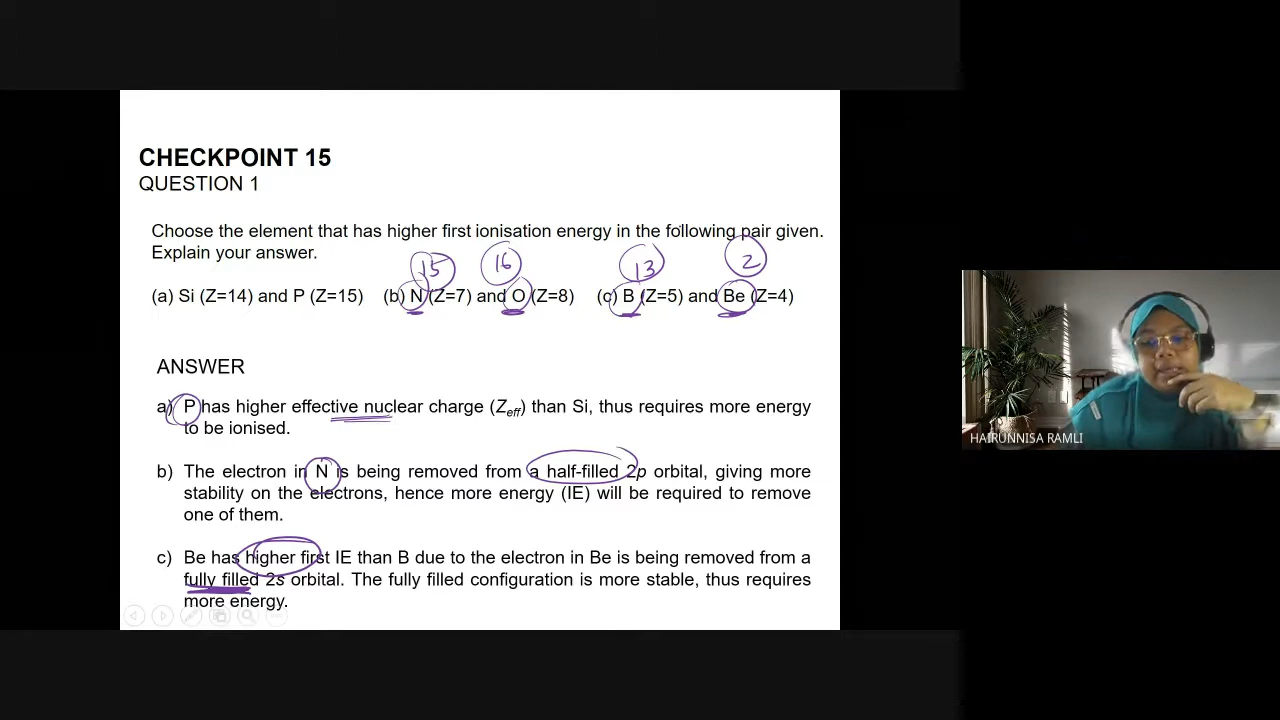 CHECKPOINT 15
QUESTION 1
Choose the element that has higher first ionisation energy in the following pair given.
Explain your answer.
15 16 13 2
(a) Si (Z=14) and P (Z=15) (b) N (Z=7) and O (Z=8) (c) B (Z=5) and Be (Z=4)
ANSWER
a) P has higher effective nuclear charge (Zeff) than Si, thus requires more energy
to be ionised.
b) The electron in N is being removed from a half-filled 2p orbital, giving more
stability on the electrons, hence more energy (IE) will be required to remove
one of them.
c) Be has higher first IE than B due to the electron in Be is being removed from a
fully filled 2s orbital. The fully filled configuration is more stable, thus requires
more energy.
HAIRUNNISA RAMLI